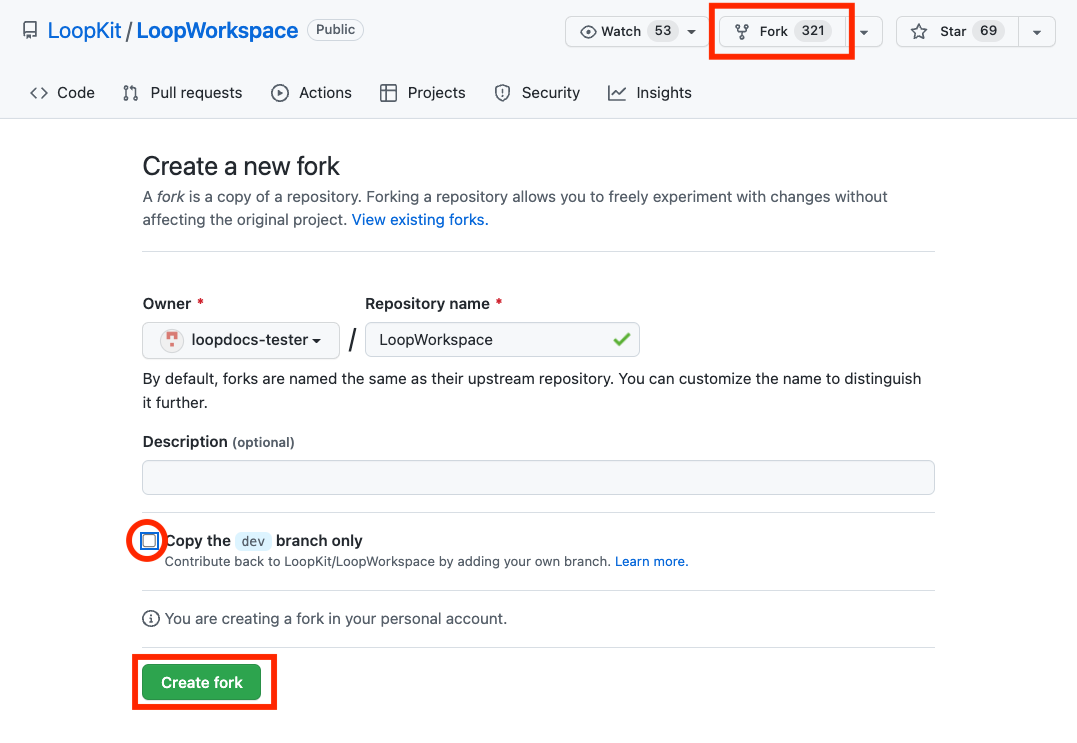 LoopKit / LoopWorkspace Public Watch 53 Fork 321 Star 69
Code Pull requests Actions Projects Security Insights
Create a new fork
A fork is a copy of a repository. Forking a repository allows you to freely experiment with changes without
affecting the original project. View existing forks.
Owner * Repository name *
loopdocs-tester / LoopWorkspace
By default, forks are named the same as their upstream repository. You can customize the name to distinguish
it further.
Description (optional)
Copy the dev branch only
Contribute back to LoopKit/LoopWorkspace by adding your own branch. Learn more.
You are creating a fork in your personal account.
Create fork